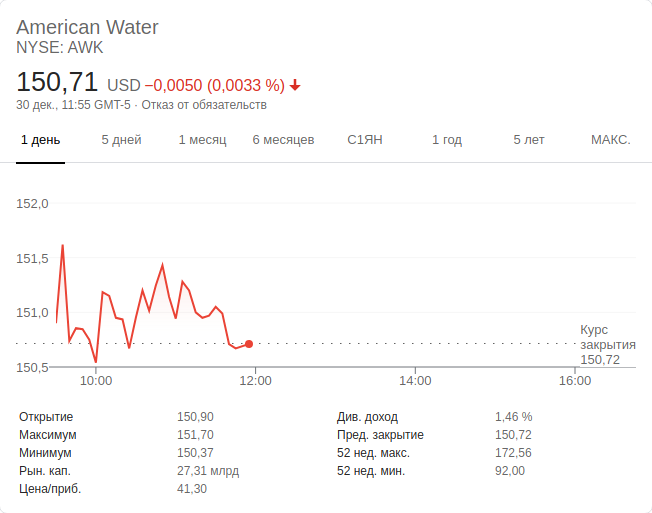 American Water
NYSE: AWK
150,71 USD −0,0050 (0,0033 %)
30 дек., 11:55 GMT-5 · Отказ от обязательств
1 день 5 дней 1 месяц 6 месяцев С1ЯН 1 год 5 лет МАКС.
152,0
151,5
151,0
150,5
Курс
закрытия
150,72
10:00 12:00 14:00 16:00
Открытие 150,90 Див. доход 1,46 %
Максимум 151,70 Пред. закрытие 150,72
Минимум 150,37 52 нед. макс. 172,56
Рын. кап. 27,31 млрд 52 нед. мин. 92,00
Цена/приб. 41,30